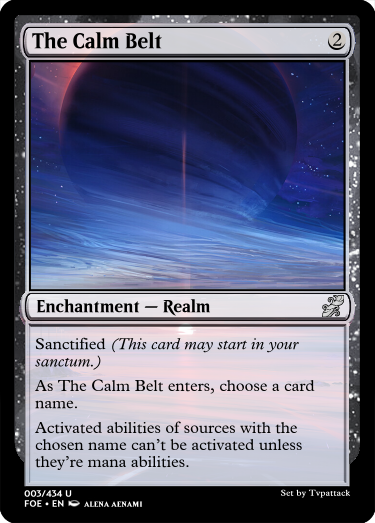 The Calm Belt 2
Enchantment — Realm
Sanctified (This card may start in your
sanctum.)
As The Calm Belt enters, choose a card
name.
Activated abilities of sources with the
chosen name can't be activated unless
they're mana abilities.
003/434 U
FOE • EN ALENA AENAMI
Set by Tvpattack